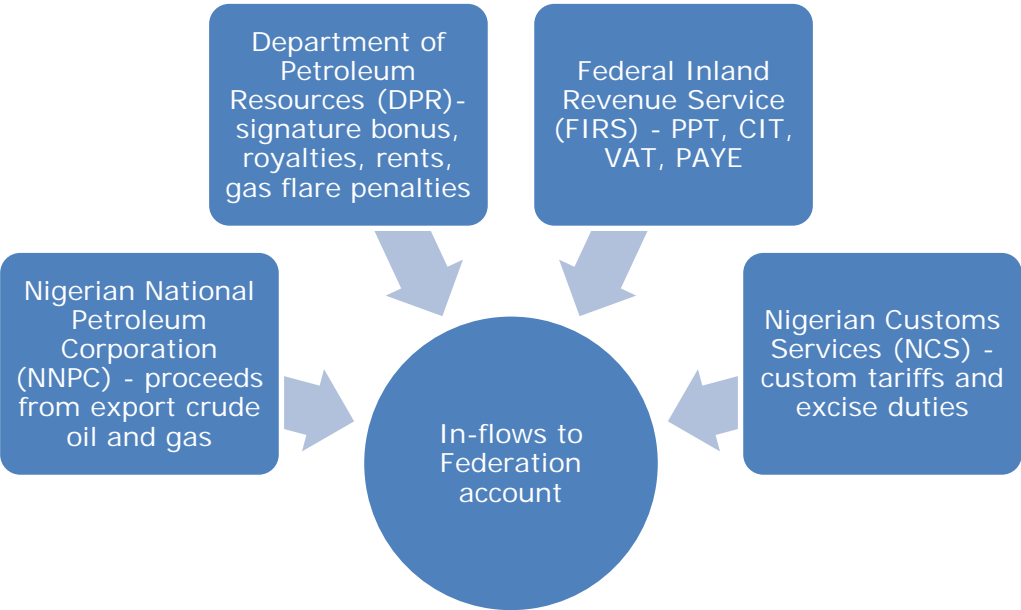 Department of
Petroleum
Resources (DPR)-
signature bonus,
royalties, rents,
gas flare penalties
Federal Inland
Revenue Service
(FIRS) - PPT, CIT,
VAT, PAYE
Nigerian National
Petroleum
Corporation
(NNPC) - proceeds
from export crude
oil and gas
Nigerian Customs
Services (NCS) -
custom tariffs and
excise duties
In-flows to
Federation
account